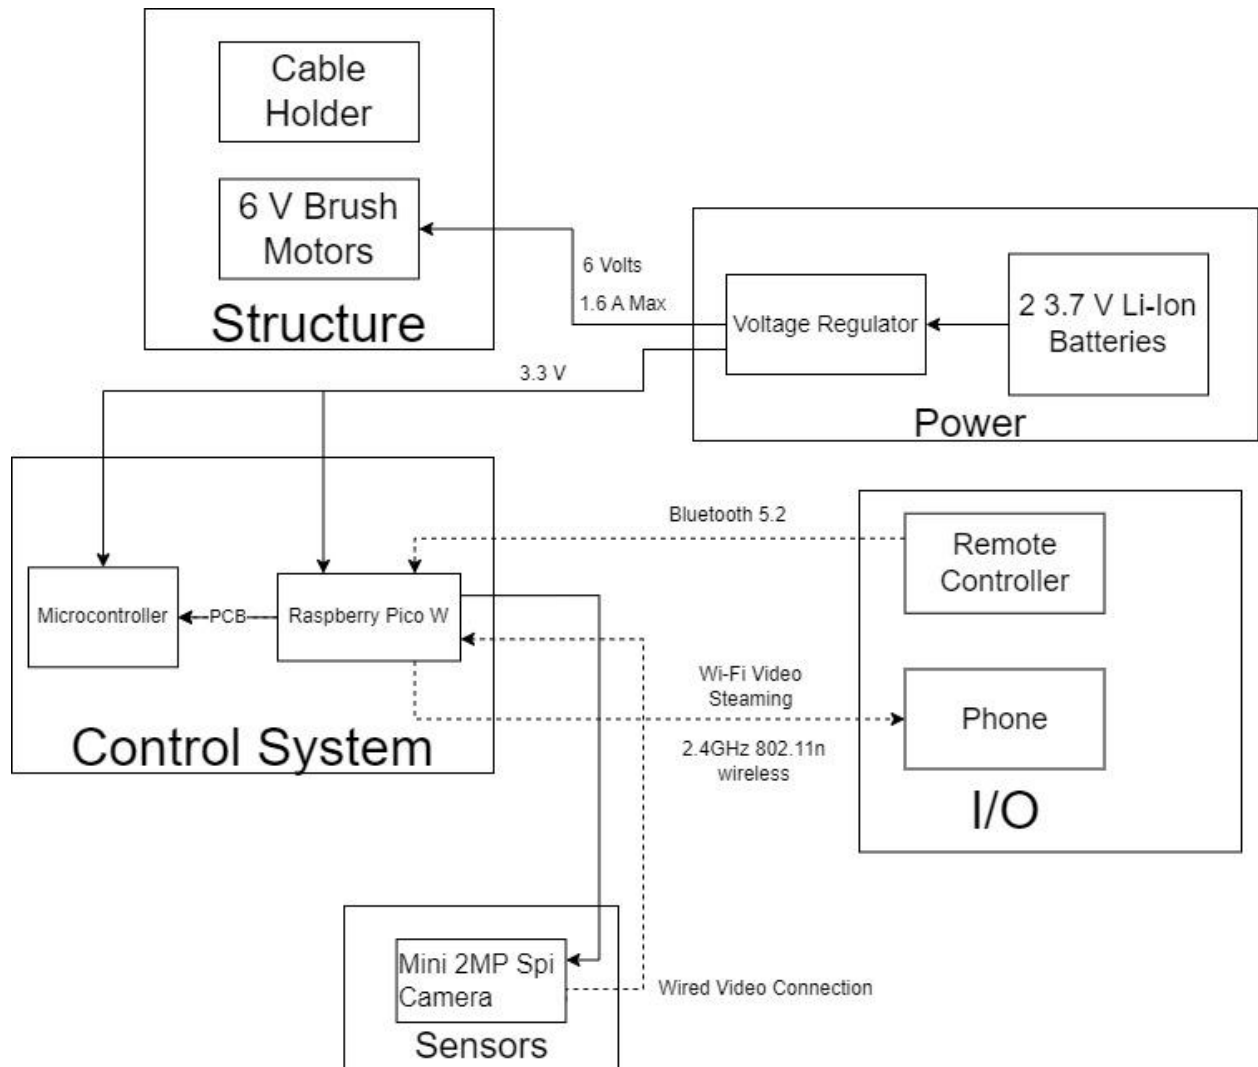 Cable
Holder
6 V Brush
Motors
Structure
6 Volts
1.6 A Max
Voltage Regulator
2 3.7 V Li-Ion
Batteries
Power
3.3 V
Microcontroller
PCB
Raspberry Pico W
Control System
Bluetooth 5.2
Remote
Controller
Wi-Fi Video
Steaming
2.4GHz 802.11n
wireless
Phone
I/O
Mini 2MP Spi
Camera
Wired Video Connection
Sensors